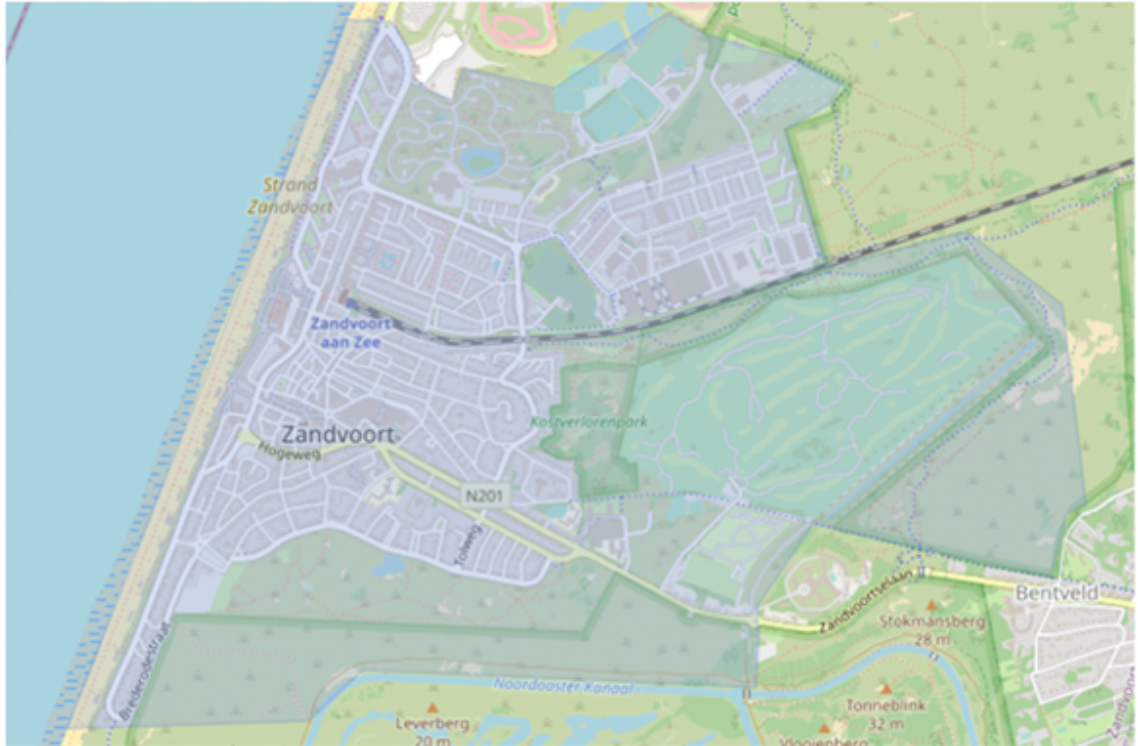 Strand
Zandvoort
Zandvoort
aan Zee
Kostverlorenpark
Zandvoort
Hogeweg
N201
Tolweg
Zandvoortselaan
Bentveld
Stokmansberg
28 m
Brederodestraat
Noordooster Kanaal
Tonneblink
32 m
Leverberg
20 m
Vlooienberg